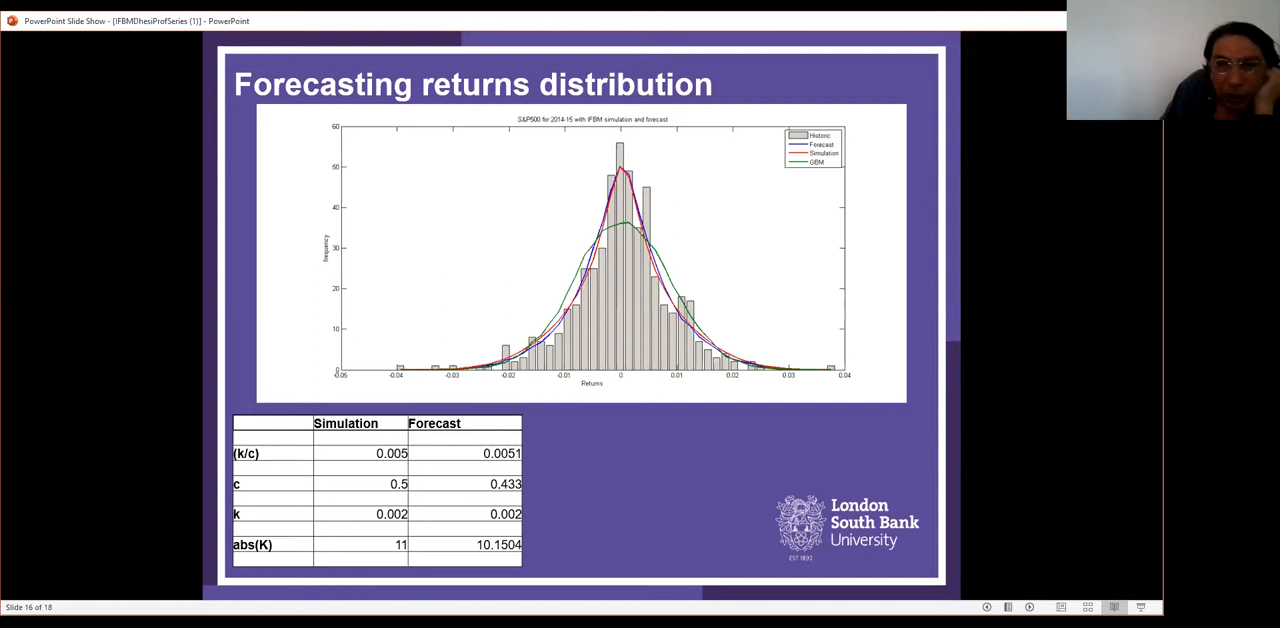 PowerPoint Slide Show - [IFBMDhesiProfSeries (1)] - PowerPoint
Forecasting returns distribution
S&P500 for 2014-15 with IFBM simulation and forecast
Historic
Forecast
Simulation
GBM
frequency
60
50
40
30
20
10
0
-0.05 -0.04 -0.03 -0.02 -0.01 0 0.01 0.02 0.03 0.04
Returns
Simulation Forecast
(k/c) 0.005 0.0051
c 0.5 0.433
k 0.002 0.002
abs(K) 11 10.1504
London
South Bank
University
EST 1892
Slide 16 of 18